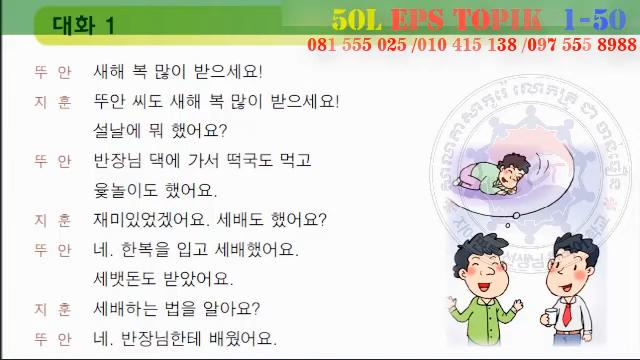 대화 1
50L EPS TOPIK 1-50
081 555 025 /010 415 138 /097 555 8988
뚜 안 새해 복 많이 받으세요!
지 훈 뚜안 씨도 새해 복 많이 받으세요!
설날에 뭐 했어요?
뚜 안 반장님 댁에 가서 떡국도 먹고
윷놀이도 했어요.
지 훈 재미있었겠어요. 세배도 했어요?
뚜 안 네. 한복을 입고 세배했어요.
세뱃돈도 받았어요.
지 훈 세배하는 법을 알아요?
뚜 안 네. 반장님한테 배웠어요.